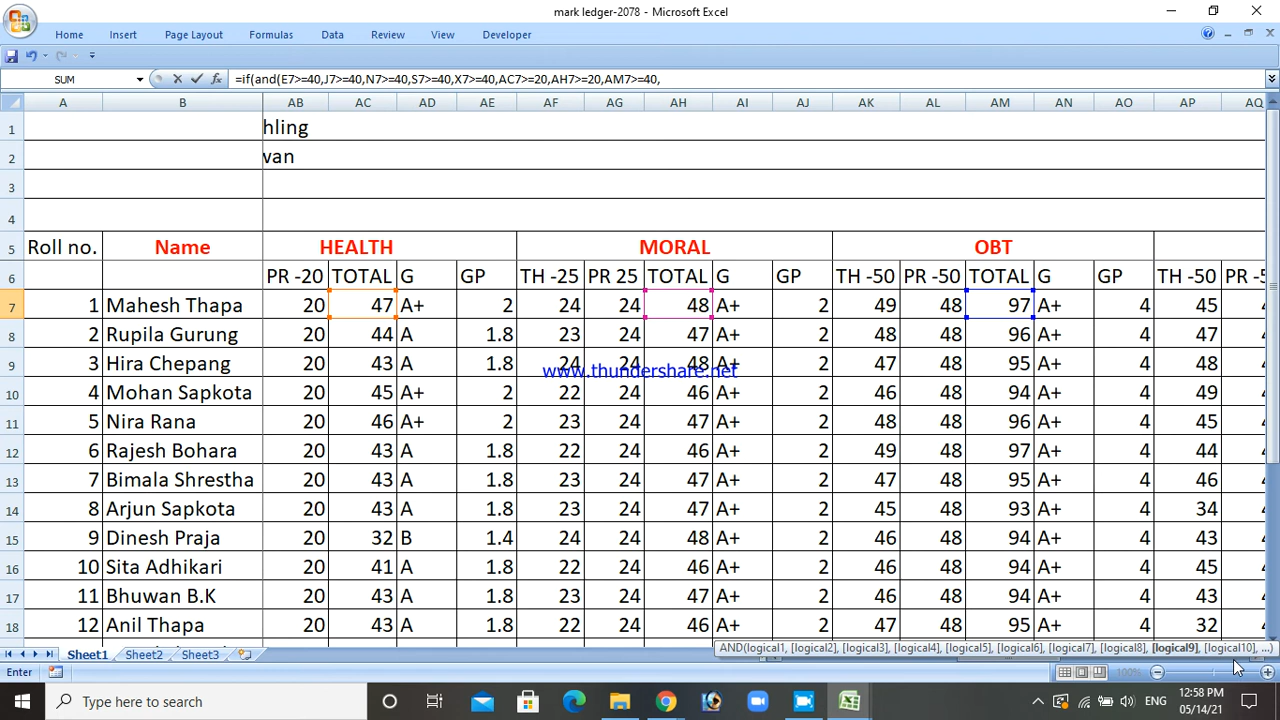 mark ledger-2078 - Microsoft Excel
Home Insert Page Layout Formulas Data Review View Developer
SUM =if(and(E7>=40,J7>=40,N7>=40,S7>=40,X7>=40,AC7>=20,AH7>=20,AM7>=40,
A B AB AC AD AE AF AG AH AI AJ AK AL AM AN AO AP AQ
1 hling
2 van
3
4
5 Roll no. Name HEALTH MORAL OBT
6 PR -20 TOTAL G GP TH -25 PR 25 TOTAL G GP TH -50 PR -50 TOTAL G GP TH -50 PR -5
7 1 Mahesh Thapa 20 47 A+ 2 24 24 48 A+ 2 49 48 97 A+ 4 45
8 2 Rupila Gurung 20 44 A 1.8 23 24 47 A+ 2 48 48 96 A+ 4 47
9 3 Hira Chepang 20 43 A 1.8 24 24 48 A+ 2 47 48 95 A+ 4 48
www.thundershare.net
10 4 Mohan Sapkota 20 45 A+ 2 22 24 46 A+ 2 46 48 94 A+ 4 49
11 5 Nira Rana 20 46 A+ 2 23 24 47 A+ 2 48 48 96 A+ 4 45
12 6 Rajesh Bohara 20 43 A 1.8 22 24 46 A+ 2 49 48 97 A+ 4 44
13 7 Bimala Shrestha 20 43 A 1.8 23 24 47 A+ 2 47 48 95 A+ 4 46
14 8 Arjun Sapkota 20 43 A 1.8 22 24 46 A+ 2 45 48 93 A+ 4 34
15 9 Dinesh Praja 20 32 B 1.4 24 24 48 A+ 2 46 48 94 A+ 4 43
16 10 Sita Adhikari 20 41 A 1.8 22 24 46 A+ 2 46 48 94 A+ 4 45
17 11 Bhuwan B.K 20 43 A 1.8 23 24 47 A+ 2 46 48 94 A+ 4 43
18 12 Anil Thapa 20 43 A 1.8 22 24 46 A+ 2 47 48 95 A+ 4 32
AND(logical1, [logical2], [logical3], [logical4], [logical5], [logical6], [logical7], [logical8], [logical9], [logical10], ...)
Sheet1 Sheet2 Sheet3
Enter 100%
Type here to search ENG 12:58 PM
05/14/21